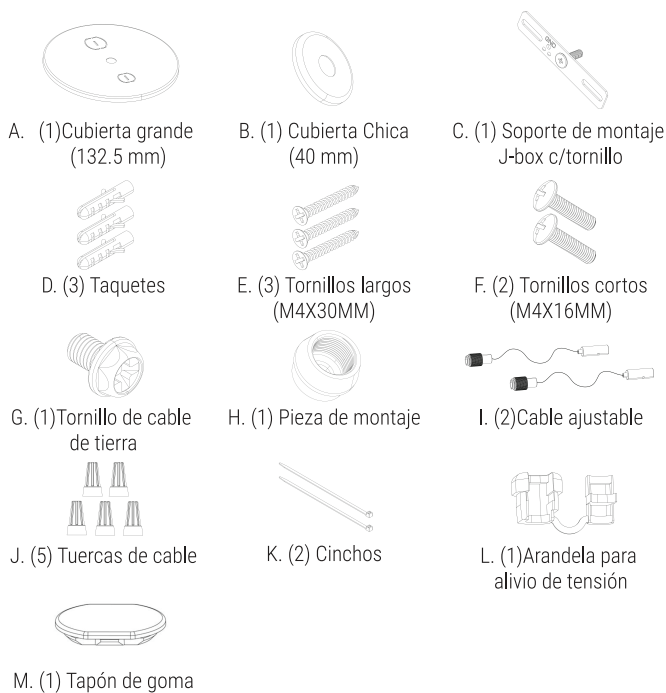 A. (1)Cubierta grande
(132.5 mm)
B. (1) Cubierta Chica
(40 mm)
C. (1) Soporte de montaje
J-box c/tornillo
D. (3) Taquetes
E. (3) Tornillos largos
(M4X30MM)
F. (2) Tornillos cortos
(M4X16MM)
G. (1)Tornillo de cable
de tierra
H. (1) Pieza de montaje
I. (2)Cable ajustable
J. (5) Tuercas de cable
K. (2) Cinchos
L. (1)Arandela para
alivio de tensión
M. (1) Tapón de goma